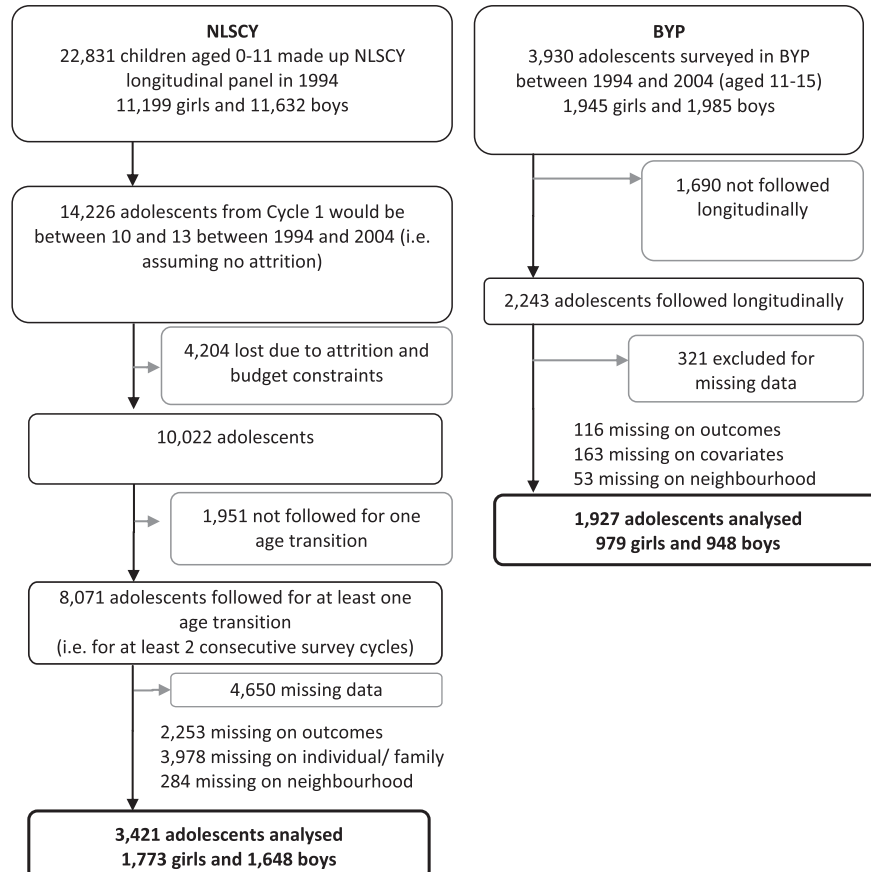 NLSCY
22,831 children aged 0-11 made up NLSCY
longitudinal panel in 1994
11,199 girls and 11,632 boys
14,226 adolescents from Cycle 1 would be
between 10 and 13 between 1994 and 2004 (i.e.
assuming no attrition)
4,204 lost due to attrition and
budget constraints
10,022 adolescents
1,951 not followed for one
age transition
8,071 adolescents followed for at least one
age transition
(i.e. for at least 2 consecutive survey cycles)
4,650 missing data
2,253 missing on outcomes
3,978 missing on individual/ family
284 missing on neighbourhood
3,421 adolescents analysed
1,773 girls and 1,648 boys
BYP
3,930 adolescents surveyed in BYP
between 1994 and 2004 (aged 11-15)
1,945 girls and 1,985 boys
1,690 not followed
longitudinally
2,243 adolescents followed longitudinally
321 excluded for
missing data
116 missing on outcomes
163 missing on covariates
53 missing on neighbourhood
1,927 adolescents analysed
979 girls and 948 boys